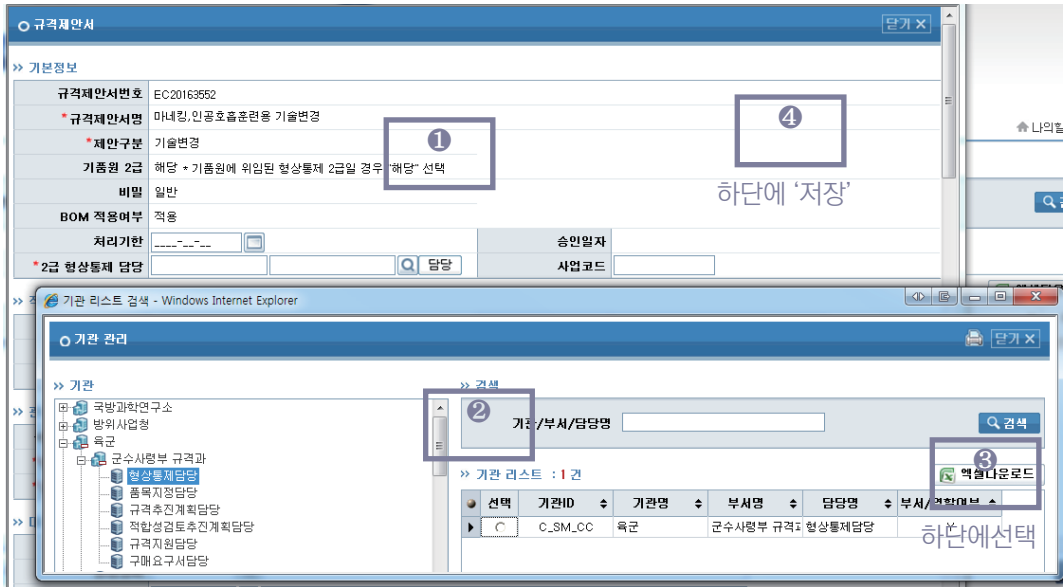 규격제안서
닫기 X
» 기본정보
규격제안서번호 EC20163552
*규격제안서명 마네킹,인공호흡훈련용 기술변경
*제안구분 기술변경
기품원 2급 해당 * 기품원에 위임된 형상통제 2급일 경우 "해당" 선택
비밀 일반
BOM 적용여부 적용
처리기한 ____-__-__ 승인일자
*2급 형상통제 담당 담당 사업코드
❶
❹
하단에 '저장'
기관 리스트 검색 - Windows Internet Explorer
기관 관리
닫기 X
» 기관
국방과학연구소
방위사업청
육군
군수사령부 규격과
형상통제담당
품목지정담당
규격추진계획담당
적합성검토추진계획담당
규격지원담당
구매요구서담당
❷
» 검색
기관/부서/담당명 검색
» 기관 리스트 : 1 건
❸
엑셀다운로드
선택 기관ID 기관명 부서명 담당명
C_SM_CC 육군 군수사령부 형상통제담당
하단에선택